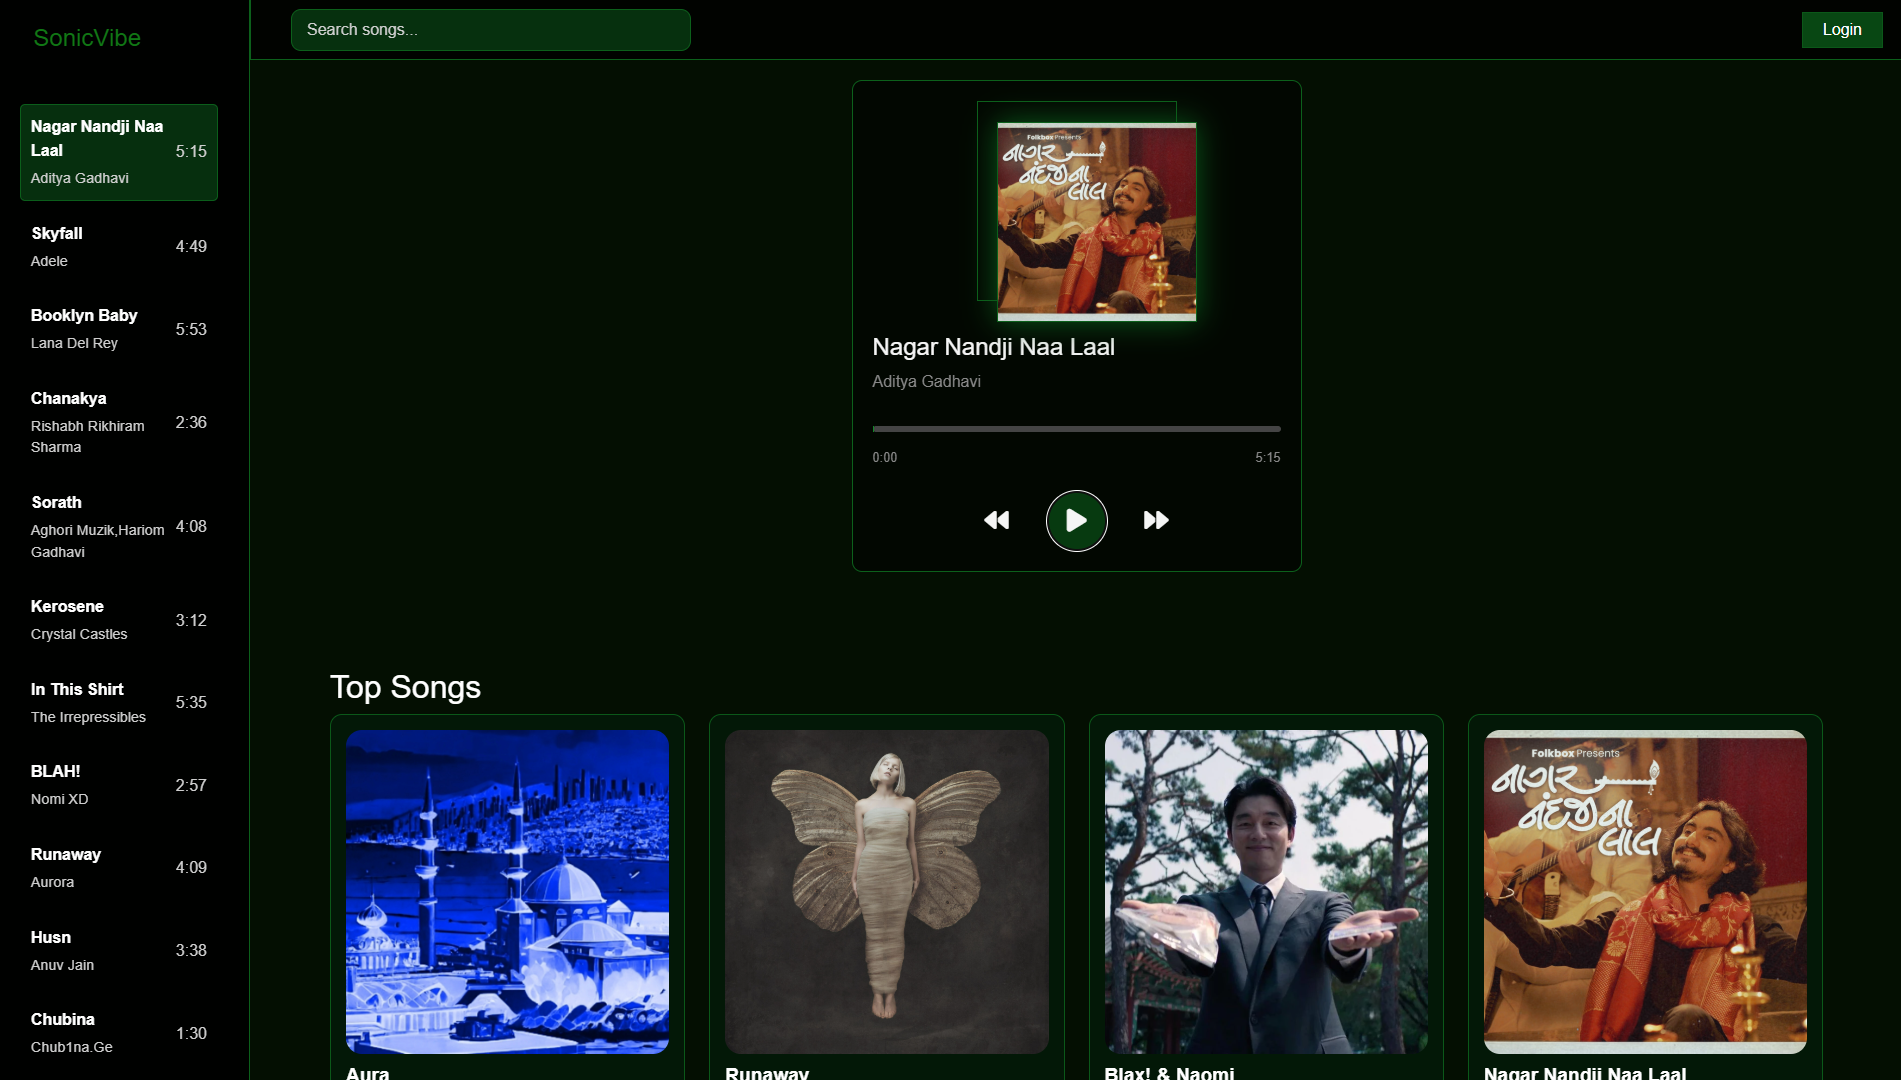 SonicVibe
Search songs...
Login
Nagar Nandji Naa
Laal
5:15
Aditya Gadhavi
Skyfall
4:49
Adele
Booklyn Baby
5:53
Lana Del Rey
Chanakya
2:36
Rishabh Rikhiram
Sharma
Sorath
4:08
Aghori Muzik,Hariom
Gadhavi
Kerosene
3:12
Crystal Castles
In This Shirt
5:35
The Irrepressibles
BLAH!
2:57
Nomi XD
Runaway
4:09
Aurora
Husn
3:38
Anuv Jain
Chubina
1:30
Chub1na.Ge
Folkbox Presents
નાગર
નંદજીના
લાલ
Nagar Nandji Naa Laal
Aditya Gadhavi
0:00
5:15
Top Songs
Folkbox Presents
નાગર
નંદજીના
લાલ
Aura
Runaway
Blax! & Naomi
Nagar Nandji Naa Laal